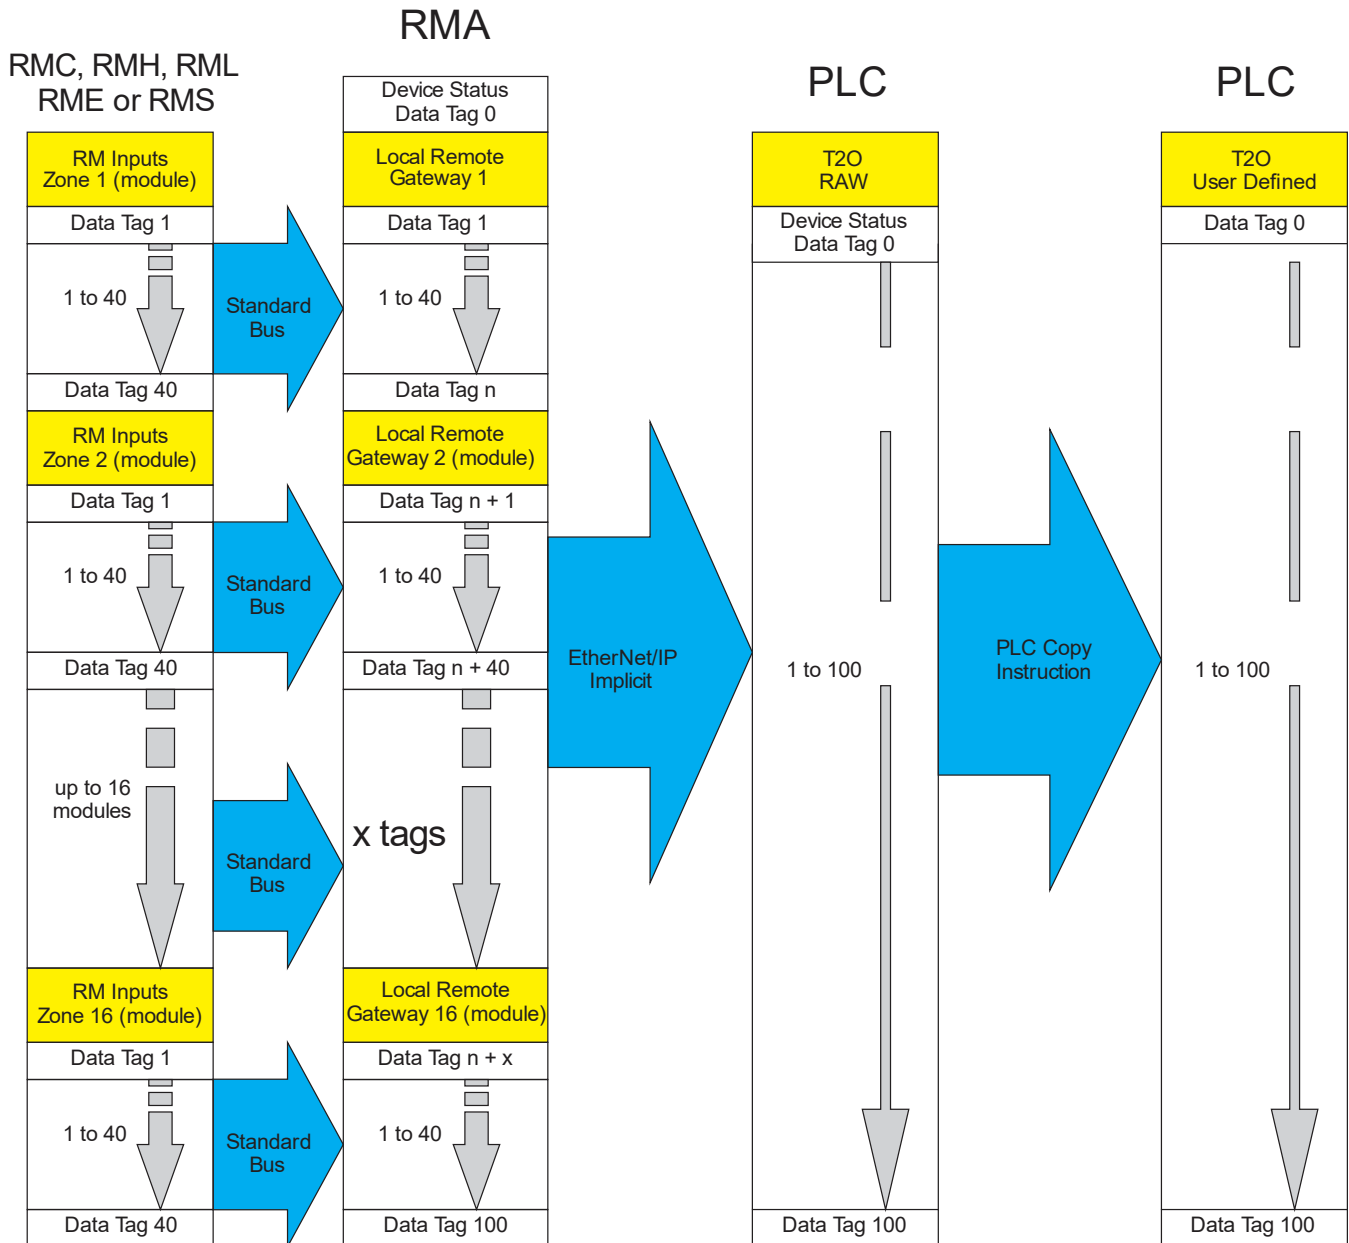 RMC, RMH, RML
RME or RMS
RM Inputs
Zone 1 (module)
Data Tag 1
1 to 40
Data Tag 40
RM Inputs
Zone 2 (module)
Data Tag 1
1 to 40
Data Tag 40
up to 16
modules
RM Inputs
Zone 16 (module)
Data Tag 1
1 to 40
Data Tag 40
Standard
Bus
Standard
Bus
Standard
Bus
Standard
Bus
RMA
Device Status
Data Tag 0
Local Remote
Gateway 1
Data Tag 1
1 to 40
Data Tag n
Local Remote
Gateway 2 (module)
Data Tag n + 1
1 to 40
Data Tag n + 40
x tags
Local Remote
Gateway 16 (module)
Data Tag n + x
1 to 40
Data Tag 100
EtherNet/IP
Implicit
PLC
T2O
RAW
Device Status
Data Tag 0
1 to 100
Data Tag 100
PLC Copy
Instruction
PLC
T2O
User Defined
Data Tag 0
1 to 100
Data Tag 100